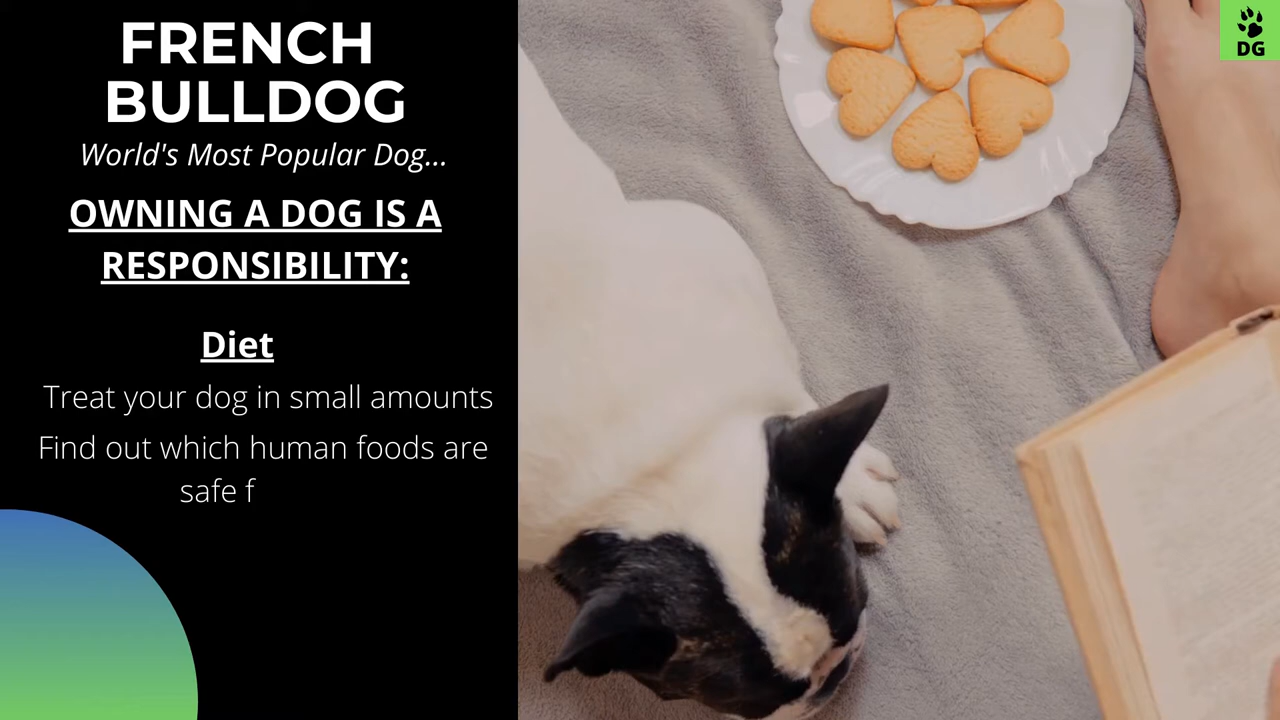 FRENCH
BULLDOG
World's Most Popular Dog...
OWNING A DOG IS A
RESPONSIBILITY:
Diet
Treat your dog in small amounts
Find out which human foods are
safe f
DG